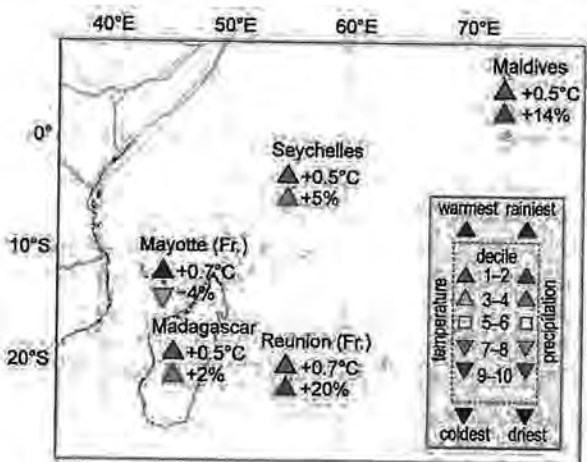 40°E 50°E 60°E 70°E
Maldives
+0.5°C
+14%
0°
Seychelles
+0.5°C
+5%
10°S
Mayotte (Fr.)
+0.7°C
−4%
Madagascar
+0.5°C
+2%
Reunion (Fr.)
+0.7°C
+20%
20°S
warmest rainiest
decile
1–2
3–4
5–6
7–8
9–10
temperature
precipitation
coldest driest